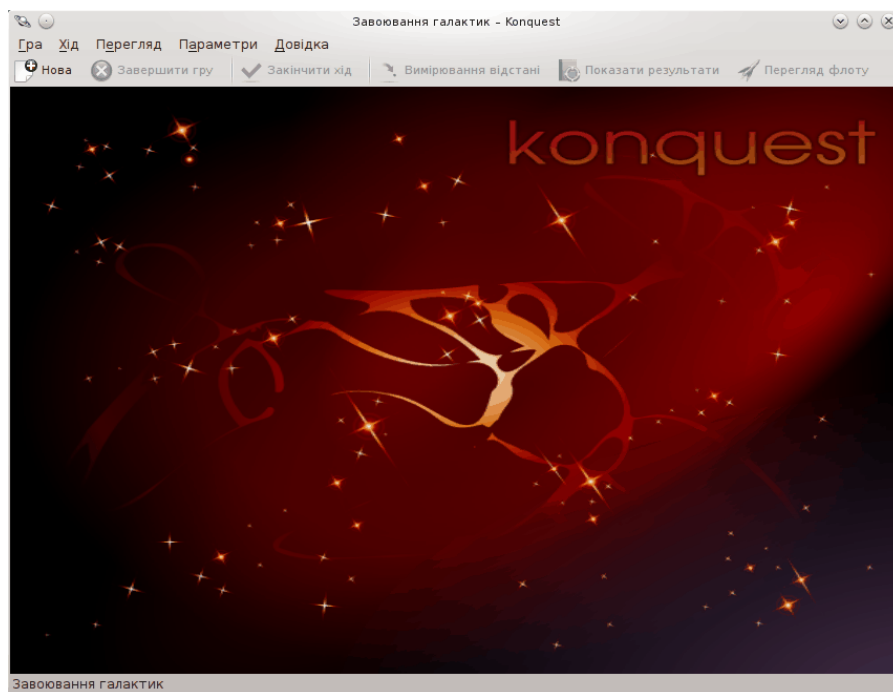 Завоювання галактик – Konquest
Гра Хід Перегляд Параметри Довідка
Нова Завершити гру Закінчити хід Вимірювання відстані Показати результати Перегляд флоту
konquest
Завоювання галактик